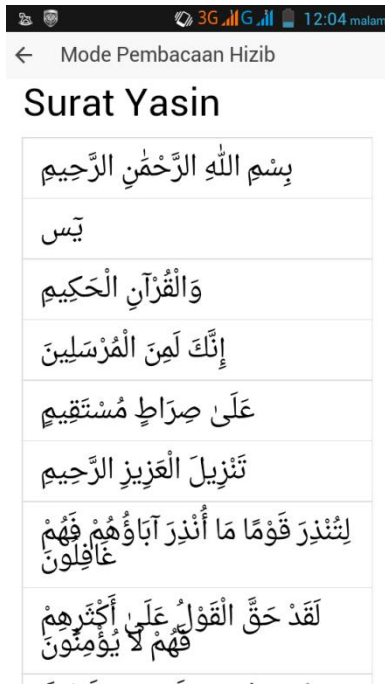 3G G 12:04 malam
← Mode Pembacaan Hizib
Surat Yasin
بِسْمِ اللَّهِ الرَّحْمَٰنِ الرَّحِيمِ
يٓس
وَالْقُرْآنِ الْحَكِيمِ
إِنَّكَ لَمِنَ الْمُرْسَلِينَ
عَلَىٰ صِرَاطٍ مُسْتَقِيمٍ
تَنْزِيلَ الْعَزِيزِ الرَّحِيمِ
لِتُنْذِرَ قَوْمًا مَا أُنْذِرَ آبَاؤُهُمْ فَهُمْ
غَافِلُونَ
لَقَدْ حَقَّ الْقَوْلُ عَلَىٰ أَكْثَرِهِمْ
فَهُمْ لَا يُؤْمِنُونَ